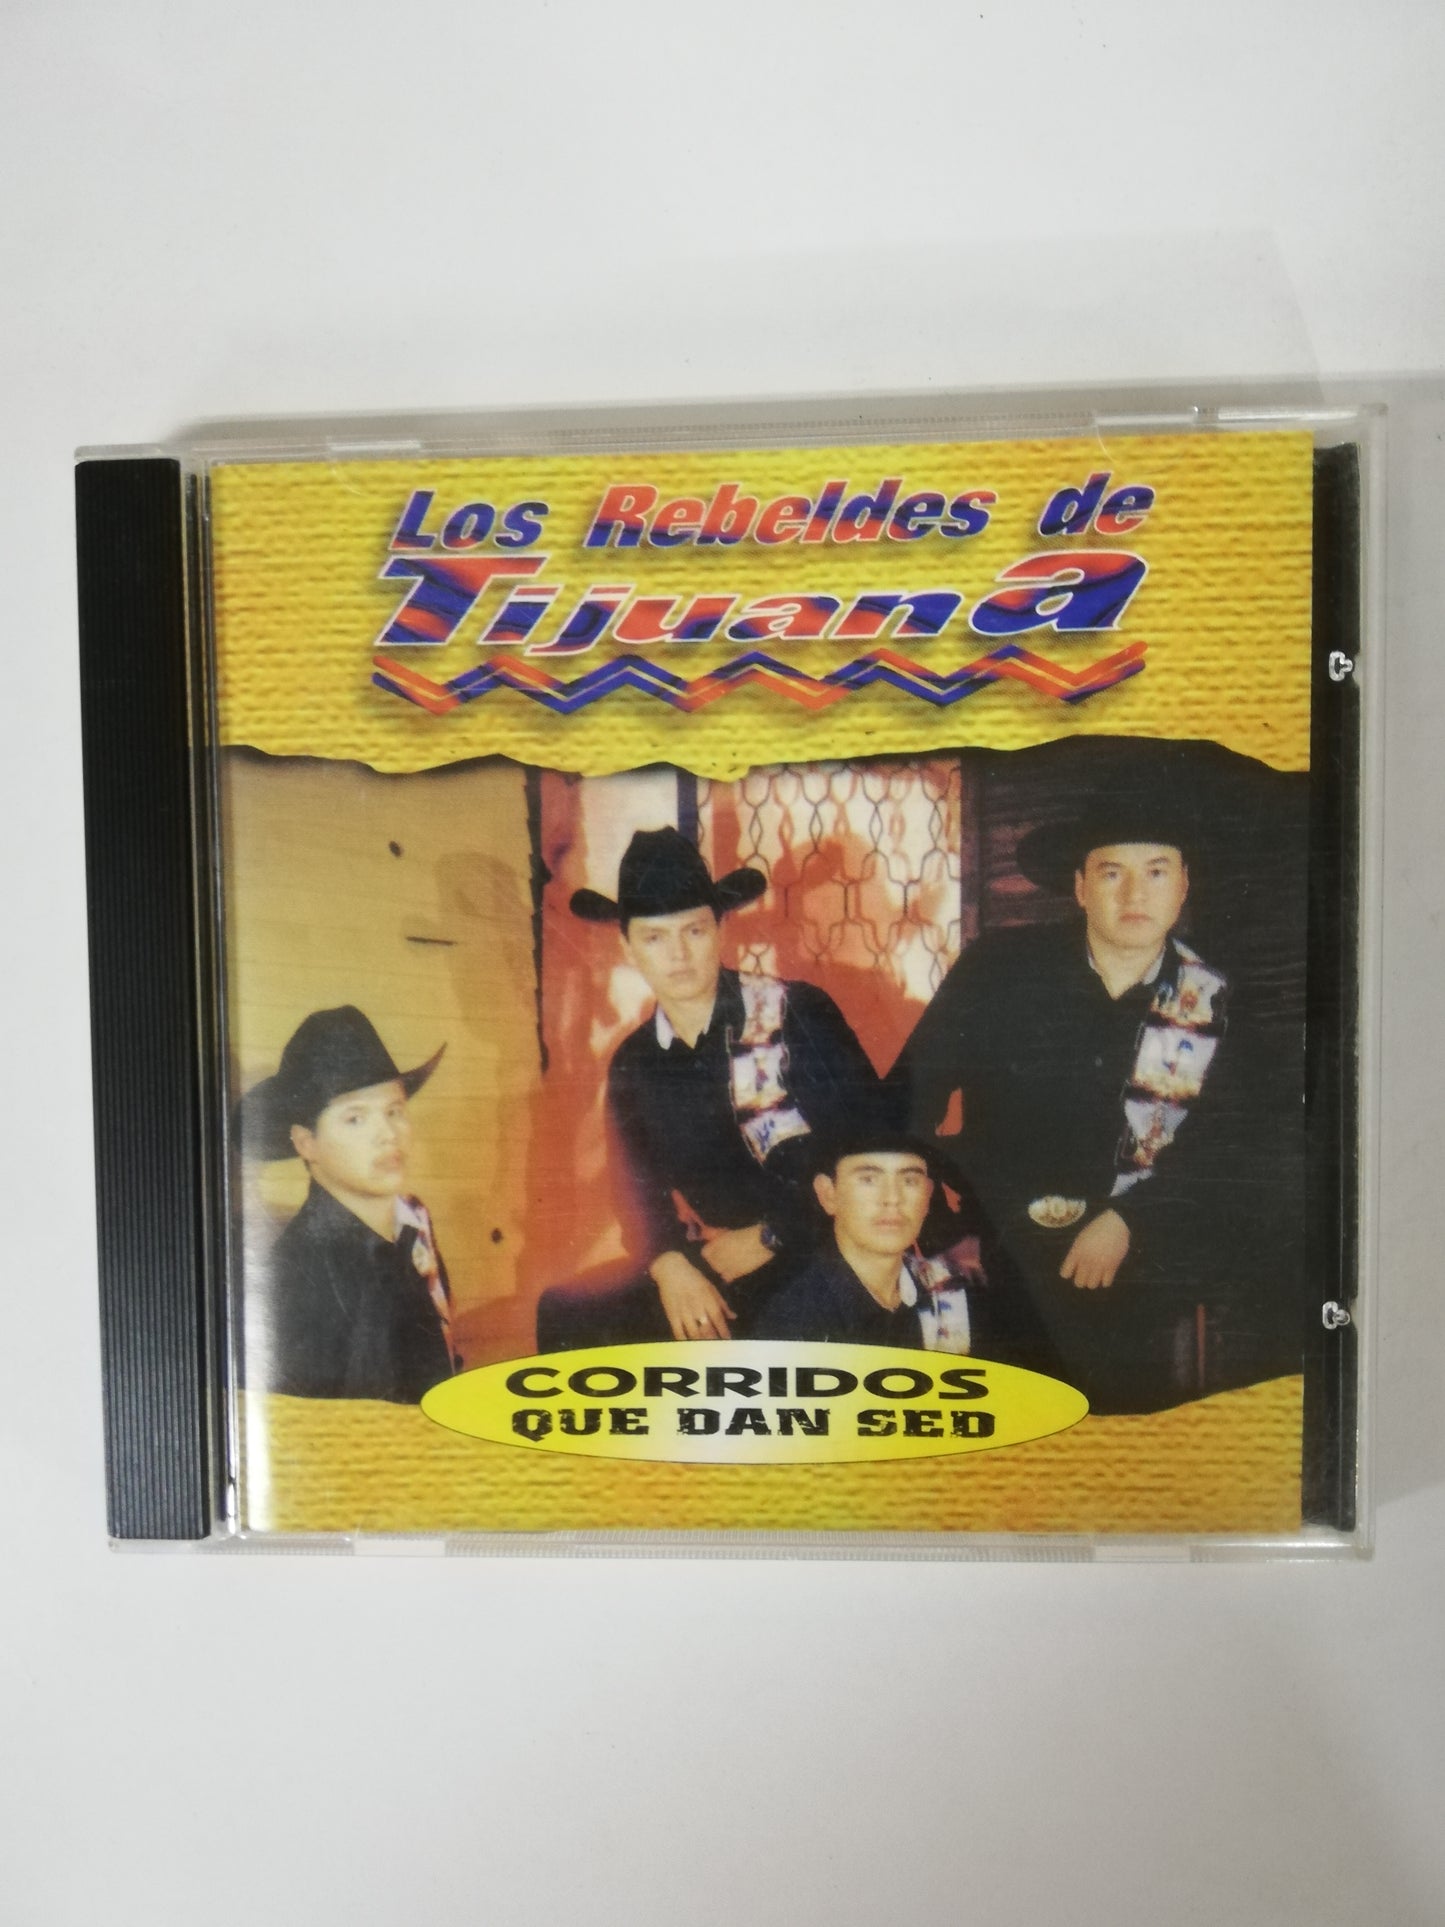 Los Rebeldes de
Tijuana
CORRIDOS
QUE DAN SED